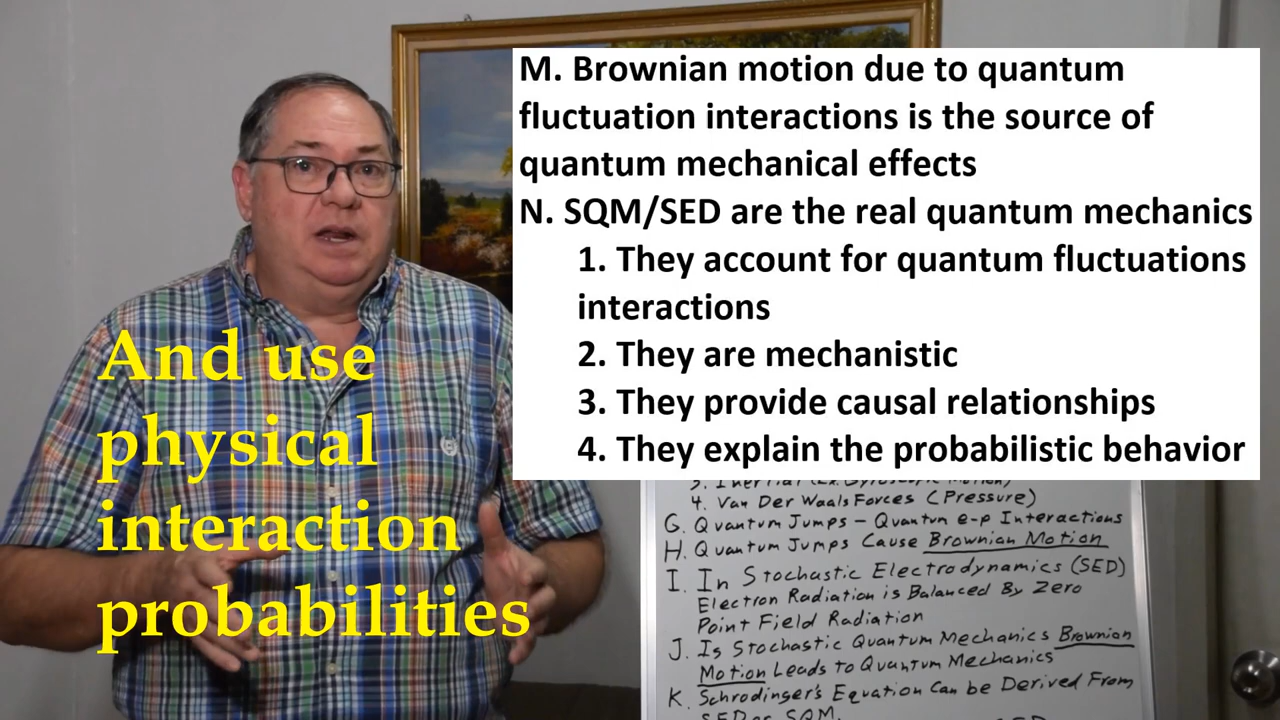 M. Brownian motion due to quantum
fluctuation interactions is the source of
quantum mechanical effects
N. SQM/SED are the real quantum mechanics
1. They account for quantum fluctuations
interactions
2. They are mechanistic
3. They provide causal relationships
4. They explain the probabilistic behavior
And use
physical
interaction
probabilities
4. Van Der Waals Forces (Pressure)
G. Quantum Jumps – Quantum e-p Interactions
H. Quantum Jumps Cause Brownian Motion
I. In Stochastic Electrodynamics (SED)
Electron Radiation is Balanced By Zero
Point Field Radiation
J. Is Stochastic Quantum Mechanics Brownian
Motion Leads to Quantum Mechanics
K. Schrodinger's Equation Can be Derived From
SED or SQM.